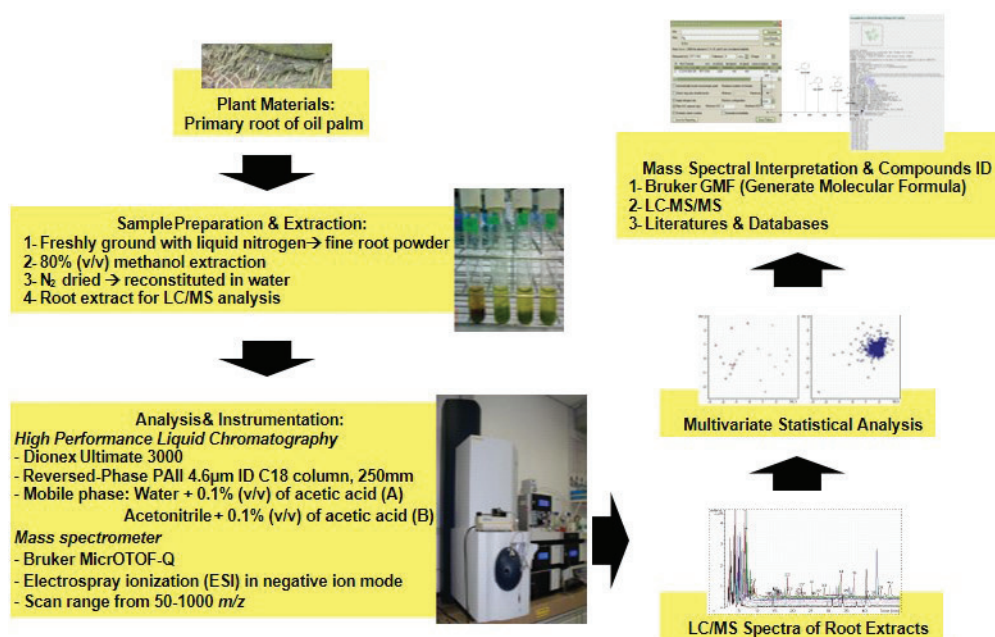 Plant Materials:
Primary root of oil palm
Sample Preparation & Extraction:
1- Freshly ground with liquid nitrogen→ fine root powder
2- 80% (v/v) methanol extraction
3- N₂ dried → reconstituted in water
4- Root extract for LC/MS analysis
Analysis & Instrumentation:
High Performance Liquid Chromatography
- Dionex Ultimate 3000
- Reversed-Phase PAII 4.6µm ID C18 column, 250mm
- Mobile phase: Water + 0.1% (v/v) of acetic acid (A)
Acetonitrile + 0.1% (v/v) of acetic acid (B)
Mass spectrometer
- Bruker MicrOTOF-Q
- Electrospray ionization (ESI) in negative ion mode
- Scan range from 50-1000 m/z
LC/MS Spectra of Root Extracts
Multivariate Statistical Analysis
Mass Spectral Interpretation & Compounds ID
1- Bruker GMF (Generate Molecular Formula)
2- LC-MS/MS
3- Literatures & Databases